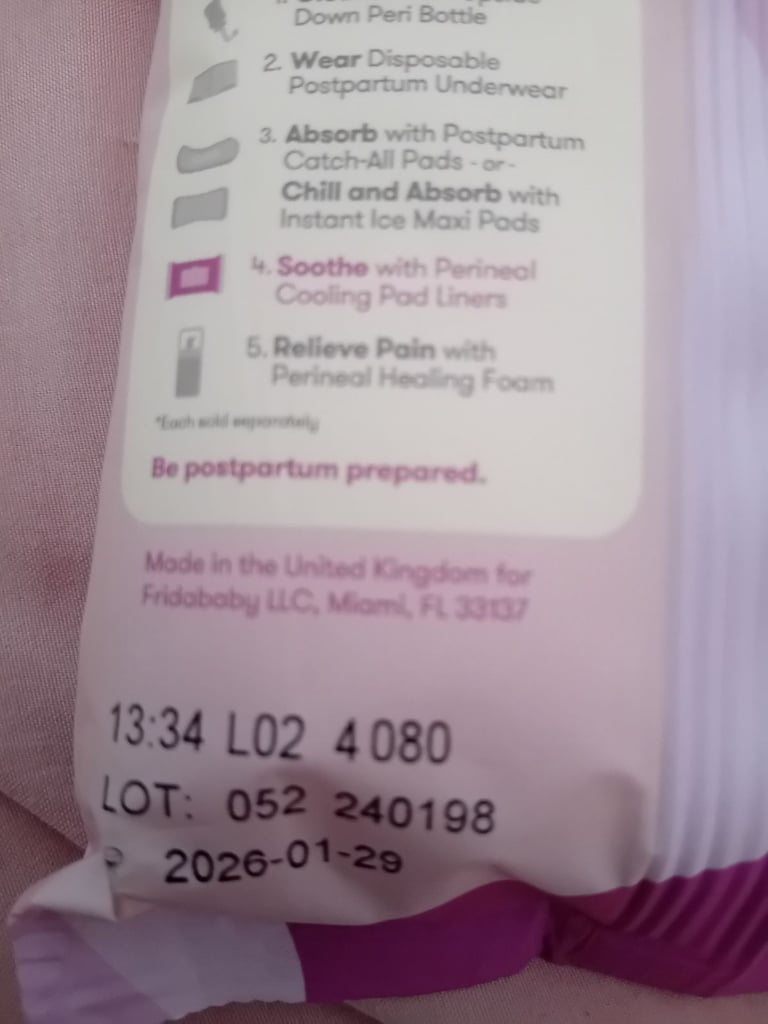 Down Peri Bottle
2. Wear Disposable
Postpartum Underwear
3. Absorb with Postpartum
Catch-All Pads - or -
Chill and Absorb with
Instant Ice Maxi Pads
4. Soothe with Perineal
Cooling Pad Liners
5. Relieve Pain with
Perineal Healing Foam
*Each sold separately
Be postpartum prepared.
Made in the United Kingdom for
Fridababy LLC, Miami, FL 33137
13:34 L02 4 080
LOT: 052 240198
2026-01-29